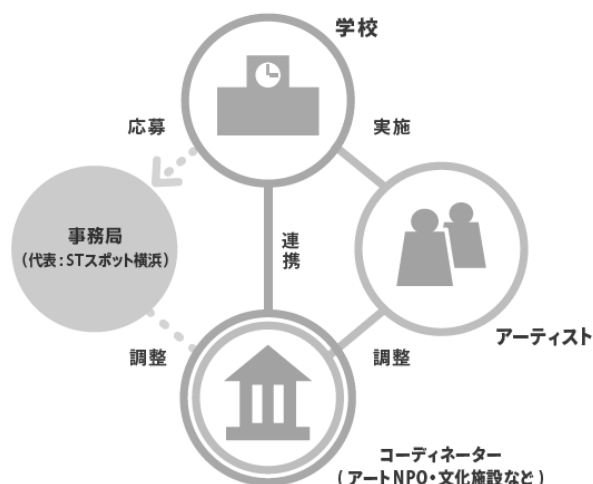 学校
応募
実施
事務局
（代表：STスポット横浜）
連携
アーティスト
調整
調整
コーディネーター
（アートNPO・文化施設など）